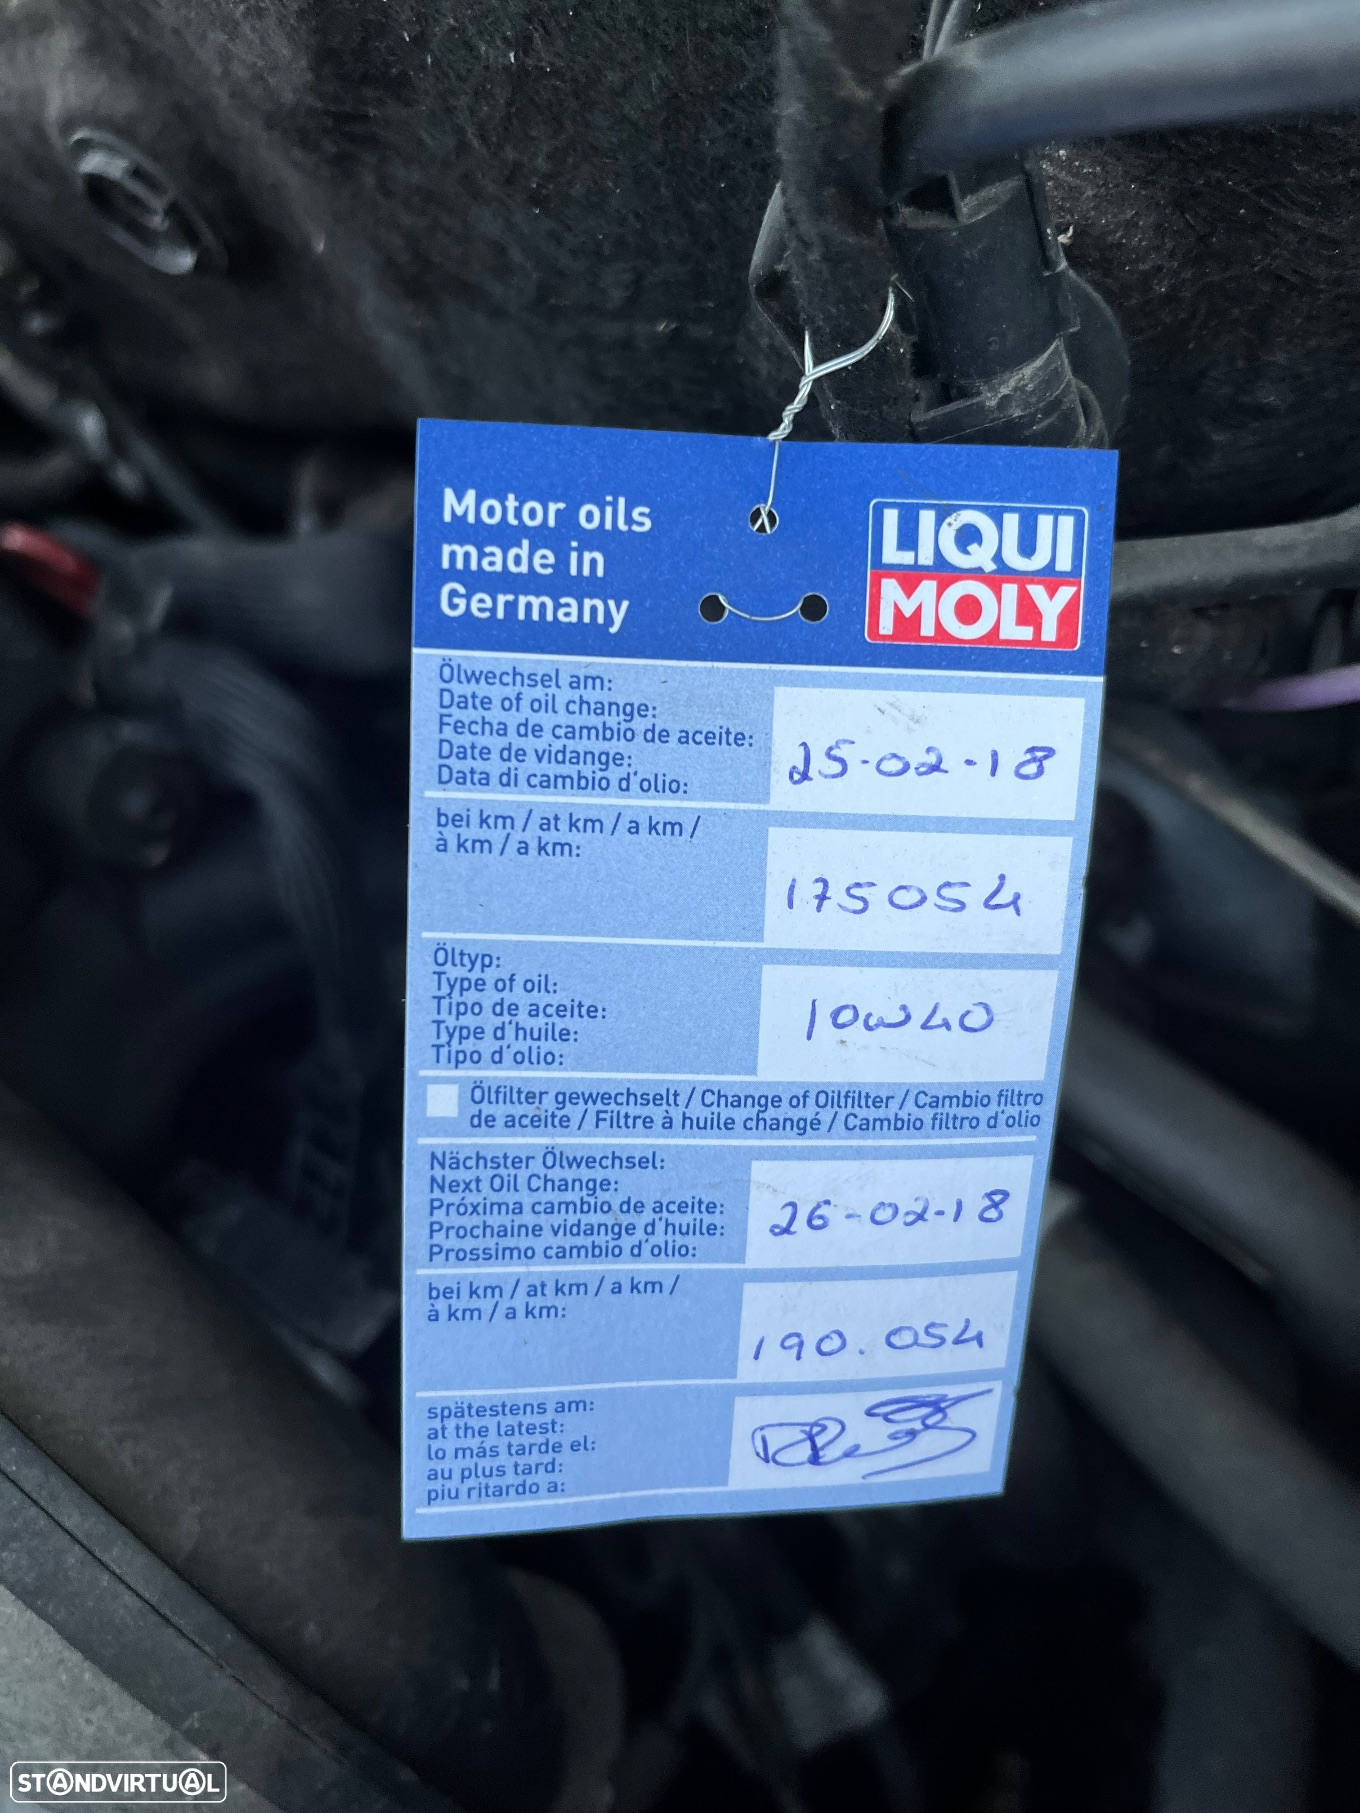 Motor oils
made in
Germany
LIQUI
MOLY
Ölwechsel am:
Date of oil change:
Fecha de cambio de aceite:
Date de vidange:
Data di cambio d'olio:
25-02-18
bei km / at km / a km /
à km / a km:
175054
Öltyp:
Type of oil:
Tipo de aceite:
Type d'huile:
Tipo d'olio:
10W40
Ölfilter gewechselt / Change of Oilfilter / Cambio filtro
de aceite / Filtre à huile changé / Cambio filtro d'olio
Nächster Ölwechsel:
Next Oil Change:
Próxima cambio de aceite:
Prochaine vidange d'huile:
Prossimo cambio d'olio:
26-02-18
bei km / at km / a km /
à km / a km:
190.054
spätestens am:
at the latest:
lo más tarde el:
au plus tard:
piu ritardo a:
STANDVIRTUAL